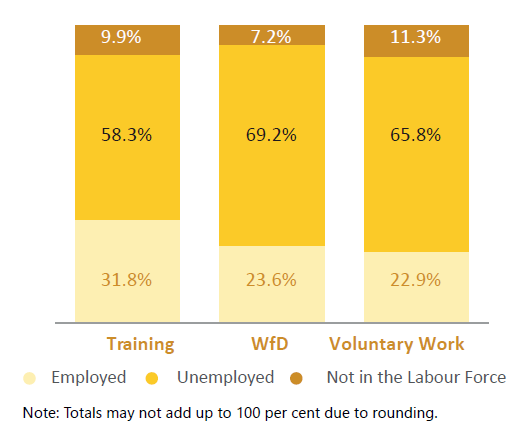 9.9% 7.2% 11.3%
58.3% 69.2% 65.8%
31.8% 23.6% 22.9%
Training WfD Voluntary Work
Employed Unemployed Not in the Labour Force
Note: Totals may not add up to 100 per cent due to rounding.